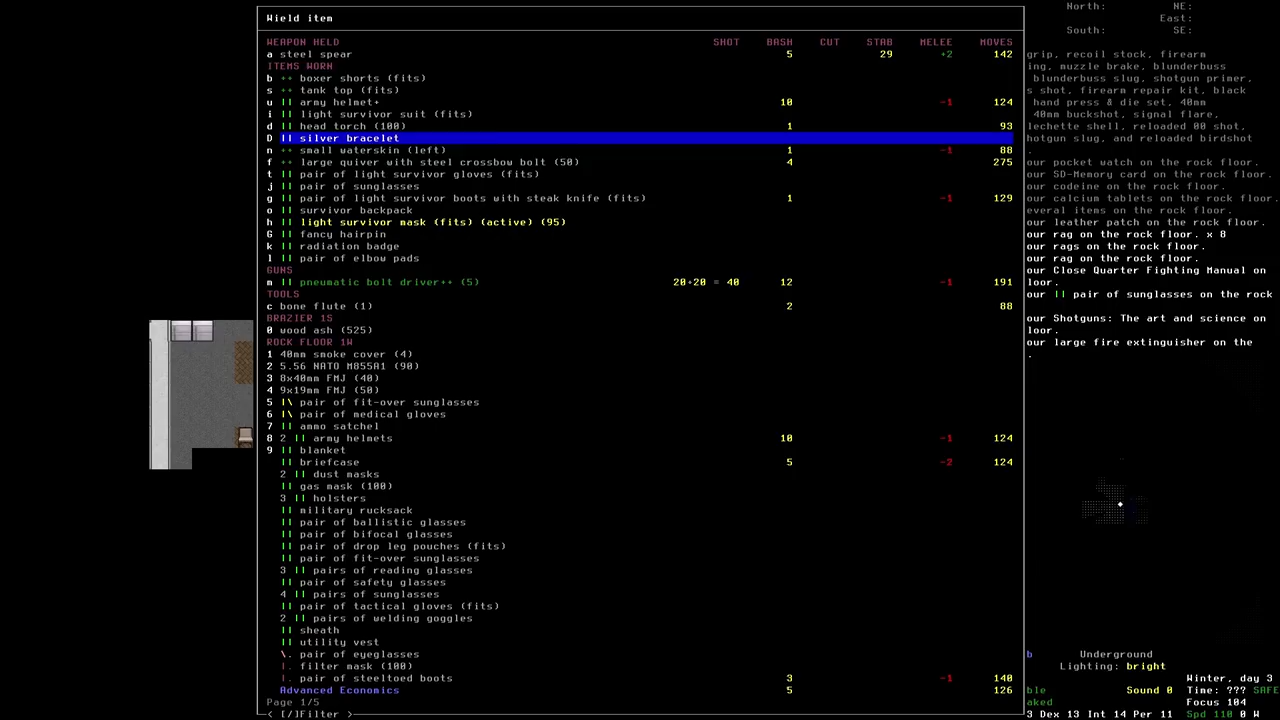 Wield item
WEAPON HELD SHOT BASH CUT STAB MELEE MOVES
a steel spear 5 29 +2 142
ITEMS WORN
b ++ boxer shorts (fits)
s ++ tank top (fits)
u || army helmet+ 10 -1 124
i || light survivor suit (fits)
d || head torch (100) 1 93
D || silver bracelet
n ++ small waterskin (left) 1 -1 88
f ++ large quiver with steel crossbow bolt (50) 4 275
t || pair of light survivor gloves (fits)
j || pair of sunglasses
g || pair of light survivor boots with steak knife (fits) 1 -1 129
o || survivor backpack
h || light survivor mask (fits) (active) (95)
G || fancy hairpin
k || radiation badge
l || pair of elbow pads
GUNS
m || pneumatic bolt driver++ (5) 20+20 = 40 12 -1 191
TOOLS
c bone flute (1) 2 88
BRAZIER 1S
0 wood ash (525)
ROCK FLOOR 1W
1 40mm smoke cover (4)
2 5.56 NATO M855A1 (90)
3 8x40mm FMJ (40)
4 9x19mm FMJ (50)
5 |\ pair of fit-over sunglasses
6 |\ pair of medical gloves
7 || ammo satchel
8 2 || army helmets 10 -1 124
9 || blanket
|| briefcase 5 -2 124
2 || dust masks
|| gas mask (100)
3 || holsters
|| military rucksack
|| pair of ballistic glasses
|| pair of bifocal glasses
|| pair of drop leg pouches (fits)
|| pair of fit-over sunglasses
3 || pairs of reading glasses
|| pair of safety glasses
4 || pairs of sunglasses
|| pair of tactical gloves (fits)
2 || pairs of welding goggles
|| sheath
|| utility vest
\. pair of eyeglasses
|. filter mask (100)
|. pair of steeltoed boots 3 -1 140
Advanced Economics 5 126
Page 1/5
< [/]Filter >
North: NE:
East:
South: SE:
grip, recoil stock, firearm
ing, muzzle brake, blunderbuss
blunderbuss slug, shotgun primer,
s shot, firearm repair kit, black
hand press & die set, 40mm
40mm buckshot, signal flare,
lechette shell, reloaded 00 shot,
hotgun slug, and reloaded birdshot
.
our pocket watch on the rock floor.
our SD-Memory card on the rock floor.
our codeine on the rock floor.
our calcium tablets on the rock floor.
everal items on the rock floor.
our leather patch on the rock floor.
our rag on the rock floor. x 8
our rags on the rock floor.
our rag on the rock floor.
our Close Quarter Fighting Manual on
loor.
our || pair of sunglasses on the rock
our Shotguns: The art and science on
loor.
our large fire extinguisher on the
.
b Underground
Lighting: bright
Winter, day 3
ble Sound 0 Time: ??? SAFE
aked Focus 104
3 Dex 13 Int 14 Per 11 Spd 110 0 W